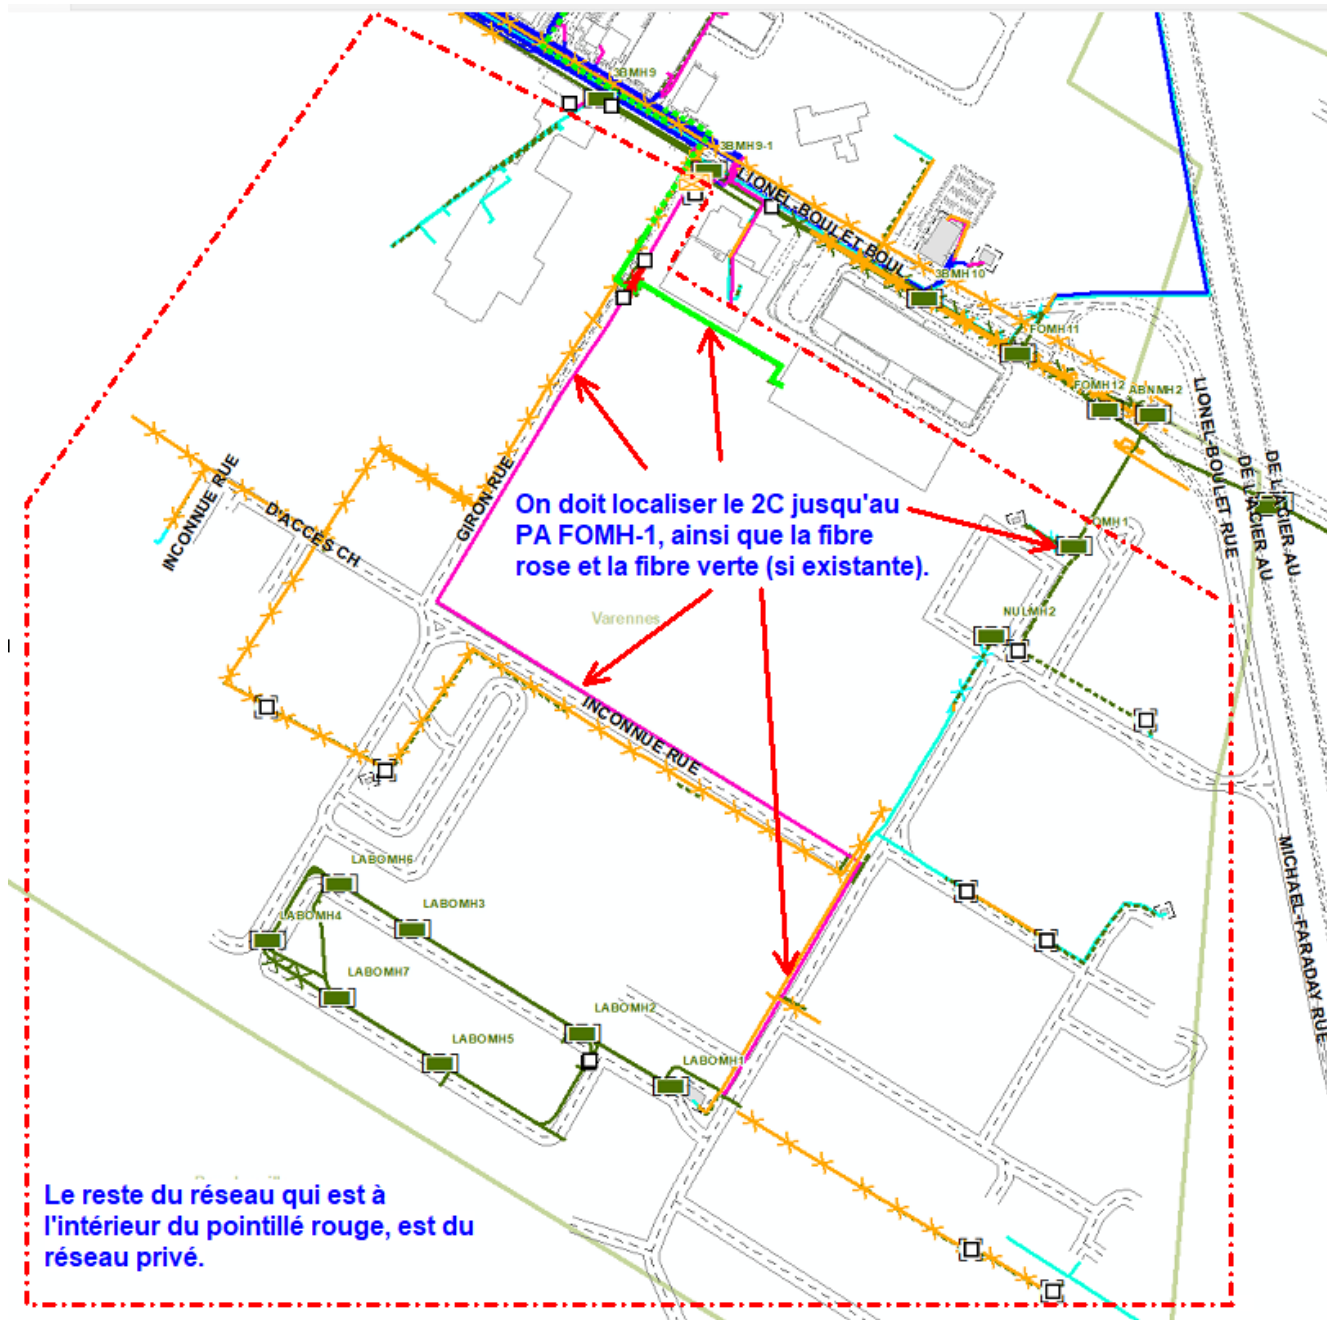 3BMH9
3BMH9-1
LIONEL-BOULET BOUL
3BMH10
FOMH11
FOMH12
ABNMH2
LIONEL-BOULET RUE
DE L'ACIER AU
DE L'ACIER AU
INCONNUE RUE
D'ACCES CH
GIRON RUE
On doit localiser le 2C jusqu'au
PA FOMH-1, ainsi que la fibre
rose et la fibre verte (si existante).
FOMH1
Varennes
NULMH2
INCONNUE RUE
MICHAEL-FARADAY RUE
LABOMH6
LABOMH3
LABOMH4
LABOMH7
LABOMH2
LABOMH5
LABOMH1
Le reste du réseau qui est à
l'intérieur du pointillé rouge, est du
réseau privé.